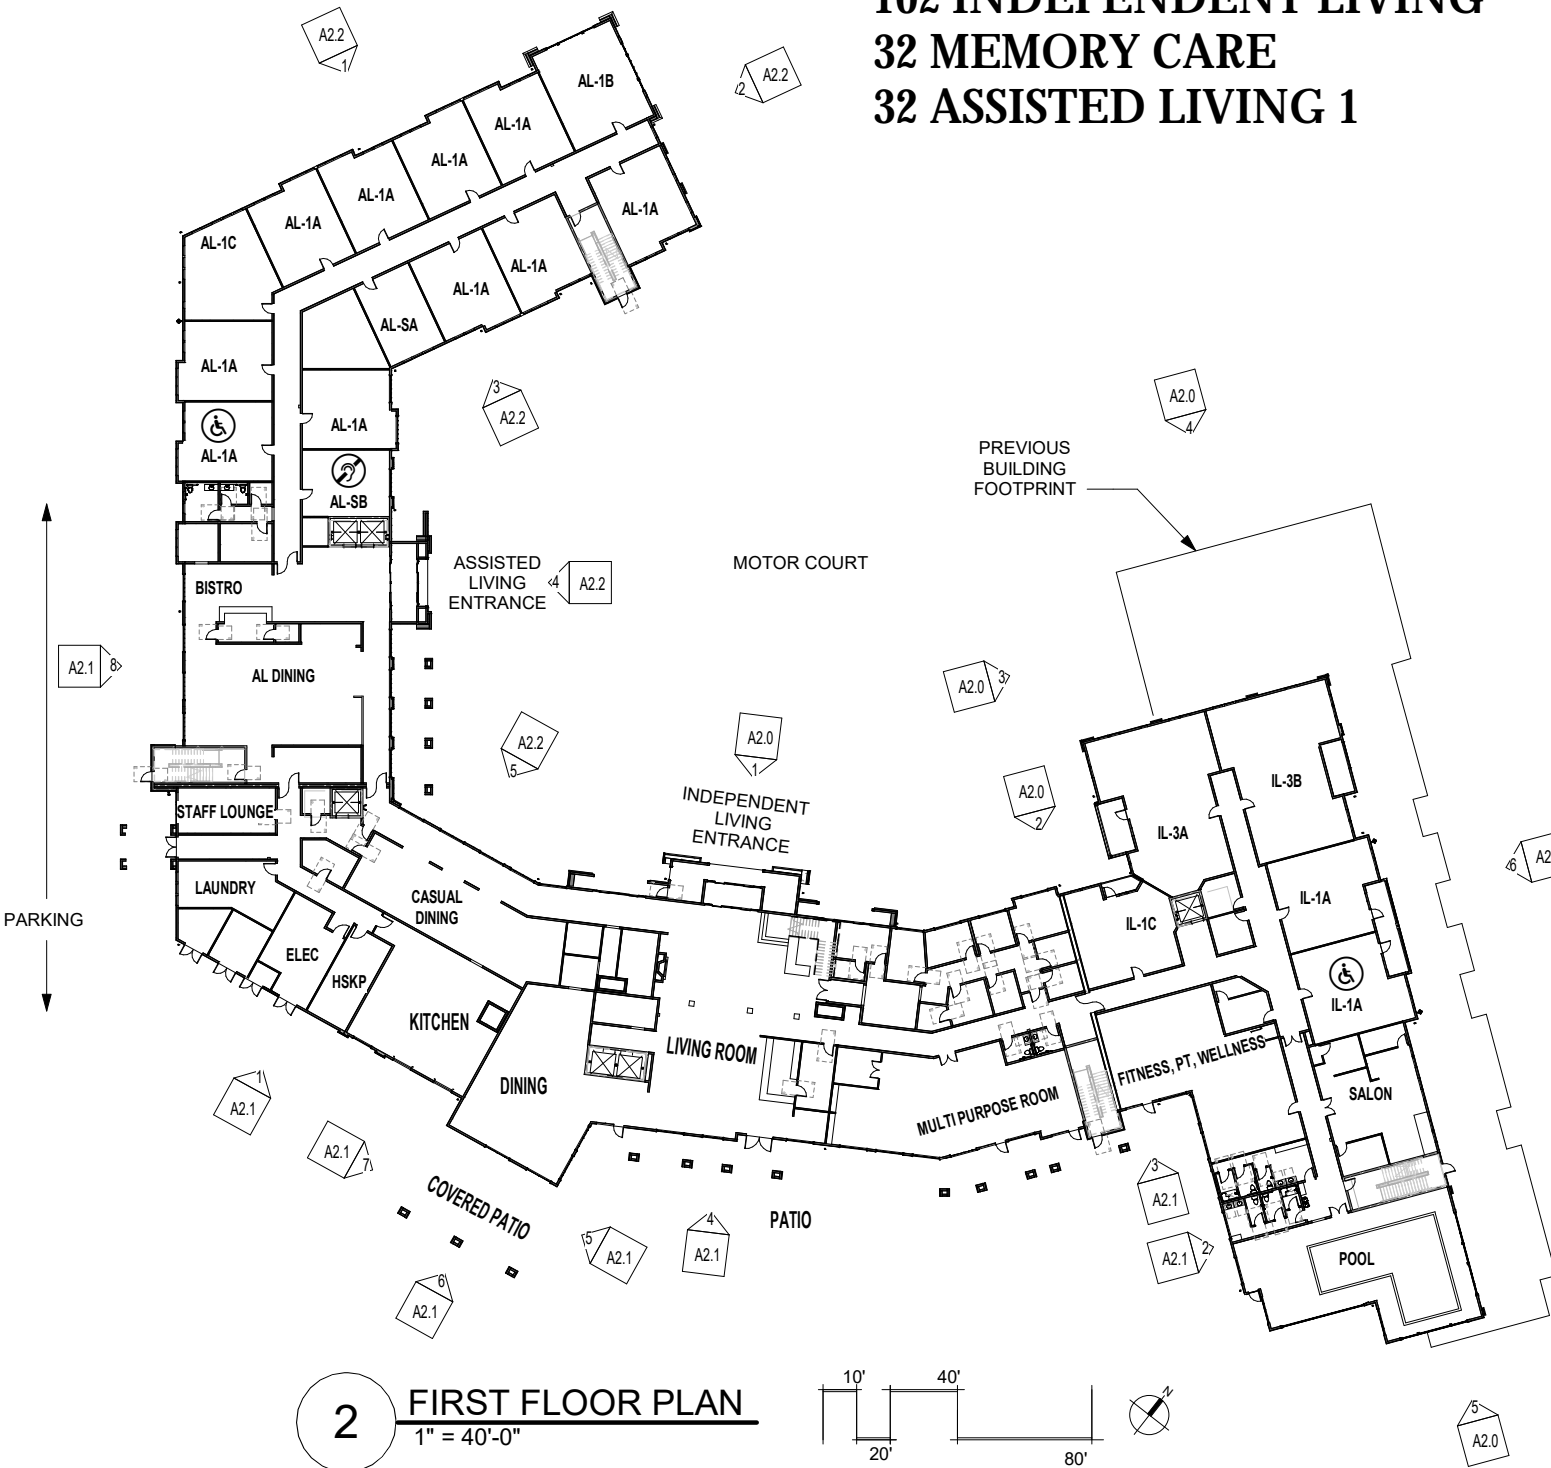 102 INDEPENDENT LIVING
32 MEMORY CARE
32 ASSISTED LIVING 1
A2.2
1
A2.2
2
AL-1B
AL-1A
AL-1A
AL-1A
AL-1A
AL-1C
AL-1A
AL-1A
AL-1A
AL-SA
AL-1A
AL-1A
AL-1A
AL-1A
AL-SB
3
A2.2
A2.0
4
PREVIOUS
BUILDING
FOOTPRINT
ASSISTED
LIVING
ENTRANCE
4
A2.2
MOTOR COURT
BISTRO
AL DINING
A2.1
8
A2.0
3
A2.2
5
A2.0
1
A2.0
2
INDEPENDENT
LIVING
ENTRANCE
IL-3B
IL-3A
STAFF LOUNGE
LAUNDRY
CASUAL
DINING
6
A2
IL-1A
IL-1C
PARKING
ELEC
HSKP
KITCHEN
IL-1A
LIVING ROOM
DINING
MULTI PURPOSE ROOM
FITNESS, PT, WELLNESS
SALON
1
A2.1
A2.1
7
COVERED PATIO
PATIO
3
A2.1
A2.1
2
5
A2.1
4
A2.1
6
A2.1
POOL
2
FIRST FLOOR PLAN
1" = 40'-0"
10'
40'
20'
80'
N
5
A2.0